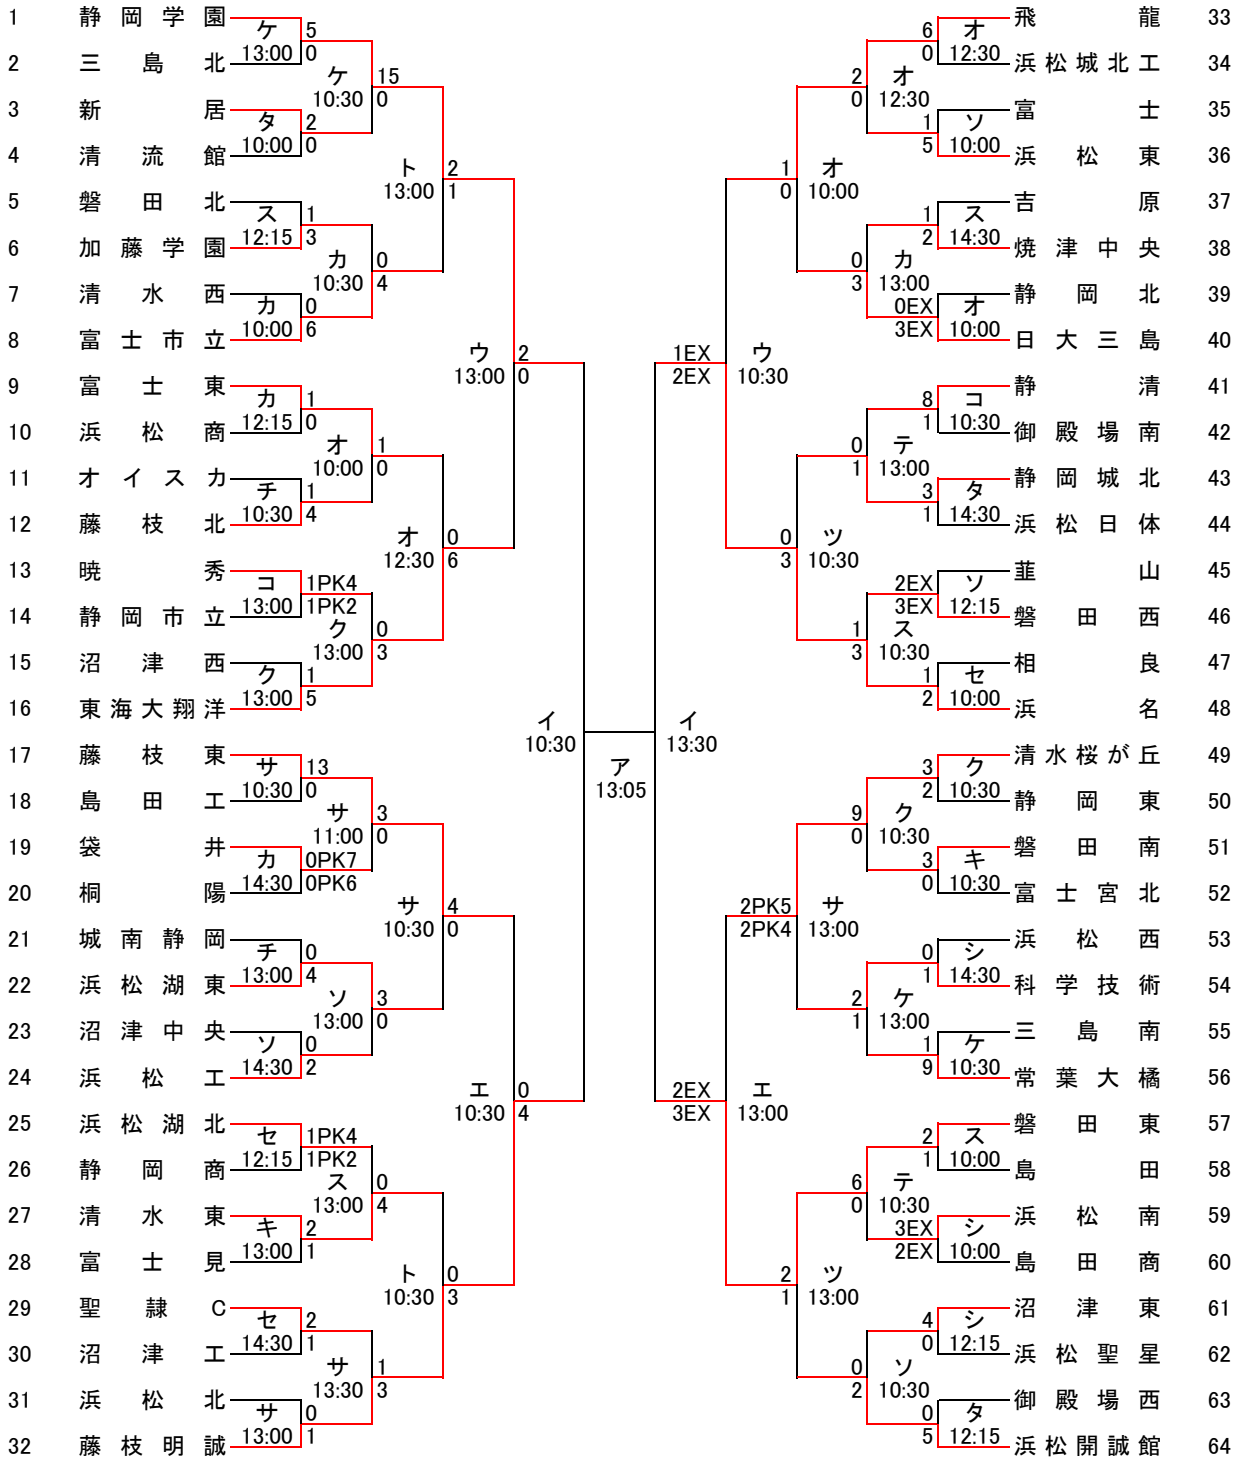 1 静岡学園 5 飛龍 33
ケ 6 オ
13:00 0 0 12:30
2 三島北 浜松城北工 34
ケ 15 2 オ
10:30 0 0 12:30
3 新居 富士 35
タ 2 1 ソ
10:00 0 5 10:00
4 清流館 浜松東 36
ト 2 1 オ
13:00 1 0 10:00
5 磐田北 吉原 37
ス 1 1 ス
12:15 3 2 14:30
6 加藤学園 焼津中央 38
カ 0 0 カ
10:30 4 3 13:00
7 清水西 静岡北 39
カ 0 0EX オ
10:00 6 3EX 10:00
8 富士市立 日大三島 40
ウ 2 1EX ウ
13:00 0 2EX 10:30
9 富士東 静清 41
カ 1 8 コ
12:15 0 1 10:30
10 浜松商 御殿場南 42
オ 1 0 テ
10:00 0 1 13:00
11 オイスカ 静岡城北 43
チ 1 3 タ
10:30 4 1 14:30
12 藤枝北 浜松日体 44
オ 0 0 ツ
12:30 6 3 10:30
13 暁秀 韮山 45
コ 1PK4 2EX ソ
13:00 1PK2 3EX 12:15
14 静岡市立 磐田西 46
ク 0 1 ス
13:00 3 3 10:30
15 沼津西 相良 47
ク 1 1 セ
13:00 5 2 10:00
16 東海大翔洋 浜名 48
イ イ
10:30 13:30
ア
13:05
17 藤枝東 清水桜が丘 49
サ 13 3 ク
10:30 0 2 10:30
18 島田工 静岡東 50
サ 3 9 ク
11:00 0 0 10:30
19 袋井 磐田南 51
カ 0PK7 3 キ
14:30 0PK6 0 10:30
20 桐陽 富士宮北 52
サ 4 2PK5 サ
10:30 0 2PK4 13:00
21 城南静岡 浜松西 53
チ 0 0 シ
13:00 4 1 14:30
22 浜松湖東 科学技術 54
ソ 3 2 ケ
13:00 0 1 13:00
23 沼津中央 三島南 55
ソ 0 1 ケ
14:30 2 9 10:30
24 浜松工 常葉大橘 56
エ 0 2EX エ
10:30 4 3EX 13:00
25 浜松湖北 磐田東 57
セ 1PK4 2 ス
12:15 1PK2 1 10:00
26 静岡商 島田 58
ス 0 6 テ
13:00 4 0 10:30
27 清水東 浜松南 59
キ 2 3EX シ
13:00 1 2EX 10:00
28 富士見 島田商 60
ト 0 2 ツ
10:30 3 1 13:00
29 聖隷C 沼津東 61
セ 2 4 シ
14:30 1 0 12:15
30 沼津工 浜松聖星 62
サ 1 0 ソ
13:30 3 2 10:30
31 浜松北 御殿場西 63
サ 0 0 タ
13:00 1 5 12:15
32 藤枝明誠 浜松開誠館 64